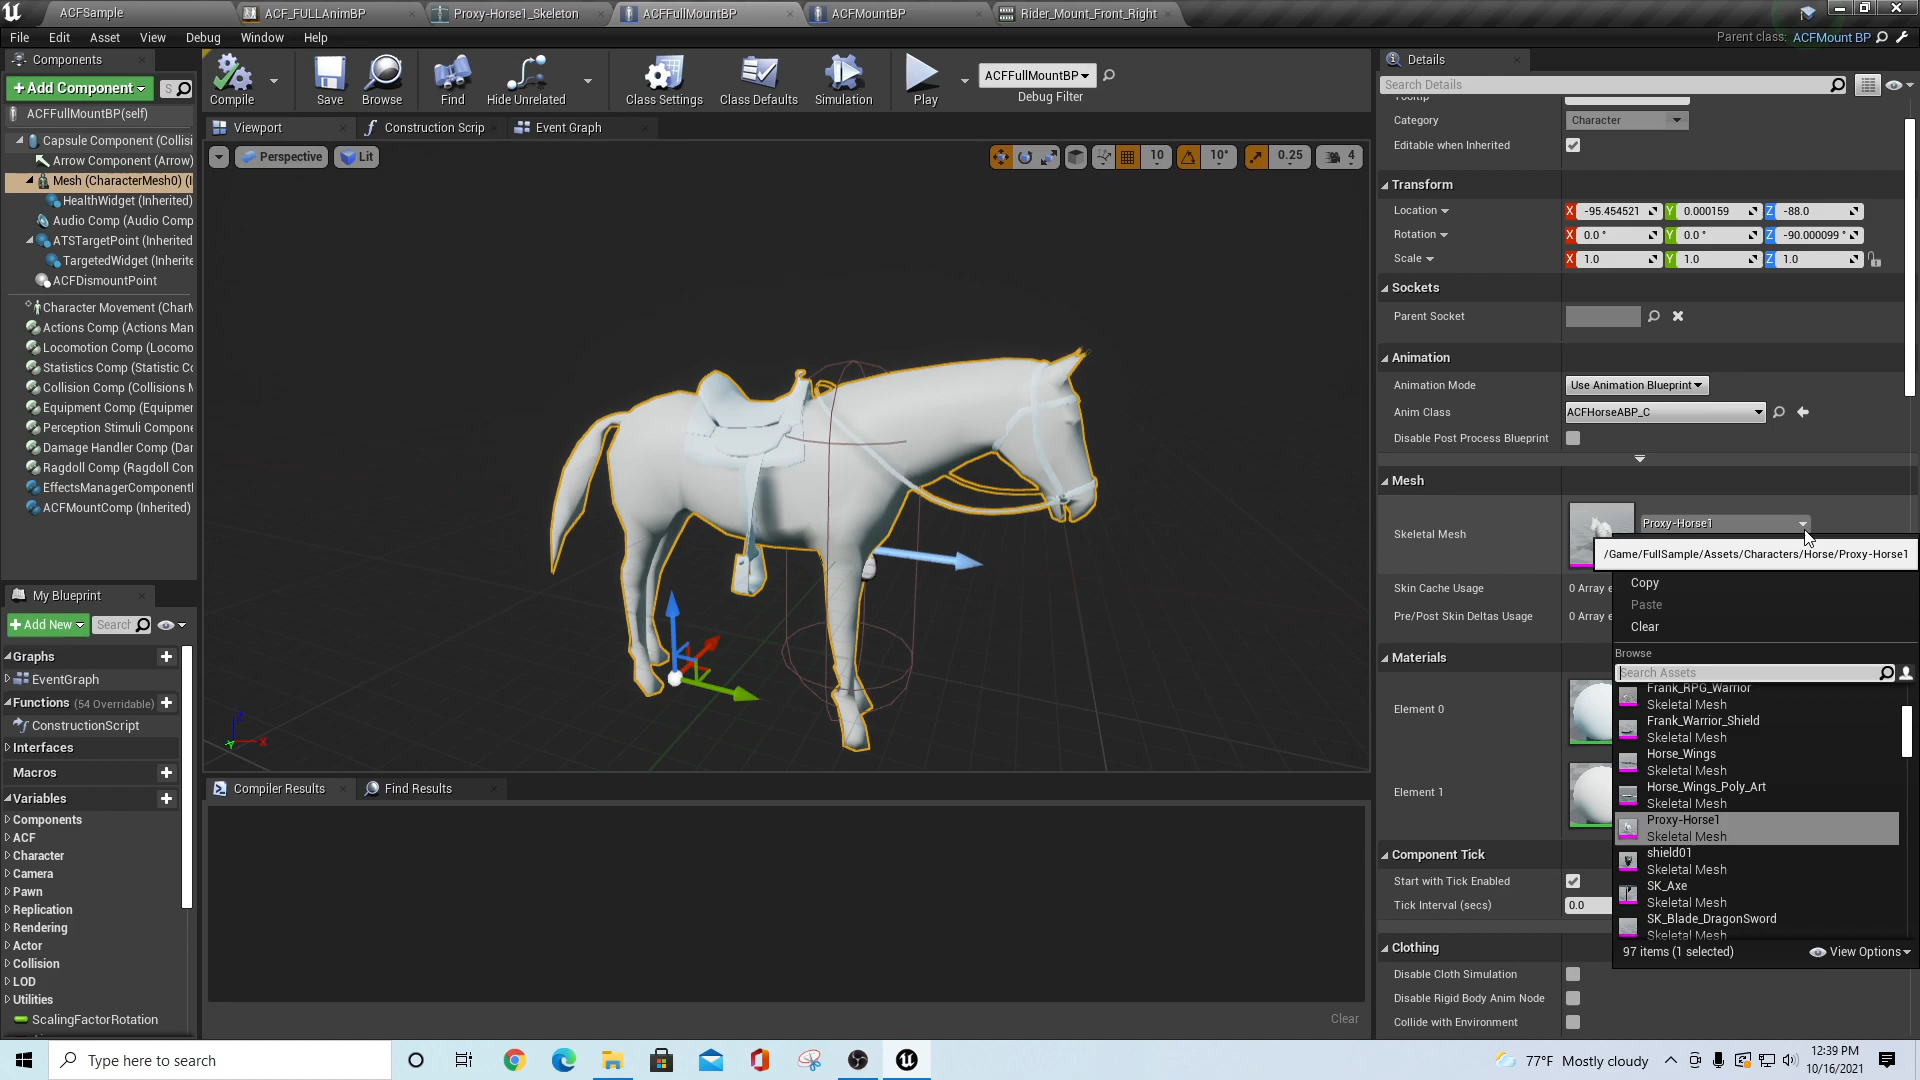 ACFSample
ACF_FULLAnimBP
Proxy-Horse1_Skeleton
ACFFullMountBP
ACFMountBP
Rider_Mount_Front_Right
File Edit Asset View Debug Window Help
Parent class: ACFMount BP
Components
+Add Component
ACFFullMountBP(self)
Capsule Component (Collisi
Arrow Component (Arrow)
Mesh (CharacterMesh0) (I
HealthWidget (Inherited)
Audio Comp (Audio Comp
ATSTargetPoint (Inherited
TargetedWidget (Inherite
ACFDismountPoint
Character Movement (CharM
Actions Comp (Actions Man
Locomotion Comp (Locomo
Statistics Comp (Statistic Co
Collision Comp (Collisions M
Equipment Comp (Equipmer
Perception Stimuli Compone
Damage Handler Comp (Dar
Ragdoll Comp (Ragdoll Con
EffectsManagerComponent
ACFMountComp (Inherited)
Compile
Save
Browse
Find
Hide Unrelated
Class Settings
Class Defaults
Simulation
Play
ACFFullMountBP
Debug Filter
Viewport
Construction Scrip
Event Graph
Perspective
Lit
10
10°
0.25
4
X
Y
Z
My Blueprint
+Add New
Search
Graphs
EventGraph
Functions (54 Overridable)
ConstructionScript
Interfaces
Macros
Variables
Components
ACF
Character
Camera
Pawn
Replication
Rendering
Actor
Collision
LOD
Utilities
ScalingFactorRotation
Compiler Results
Find Results
Clear
Details
Search Details
Category
Character
Editable when Inherited
Transform
Location X -95.454521 Y 0.000159 Z -88.0
Rotation X 0.0 ° Y 0.0 ° Z -90.000099 °
Scale X 1.0 Y 1.0 Z 1.0
Sockets
Parent Socket
Animation
Animation Mode
Use Animation Blueprint
Anim Class
ACFHorseABP_C
Disable Post Process Blueprint
Mesh
Skeletal Mesh
Proxy-Horse1
/Game/FullSample/Assets/Characters/Horse/Proxy-Horse1
Skin Cache Usage
0 Array e
Pre/Post Skin Deltas Usage
0 Array e
Materials
Element 0
Element 1
Component Tick
Start with Tick Enabled
Tick Interval (secs)
0.0
Clothing
Disable Cloth Simulation
Disable Rigid Body Anim Node
Collide with Environment
Copy
Paste
Clear
Browse
Search Assets
Frank_RPG_Warrior
Skeletal Mesh
Frank_Warrior_Shield
Skeletal Mesh
Horse_Wings
Skeletal Mesh
Horse_Wings_Poly_Art
Skeletal Mesh
Proxy-Horse1
Skeletal Mesh
shield01
Skeletal Mesh
SK_Axe
Skeletal Mesh
SK_Blade_DragonSword
Skeletal Mesh
97 items (1 selected)
View Options
Type here to search
77°F Mostly cloudy
12:39 PM
10/16/2021